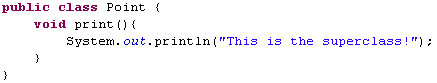 public class Point {
    void print(){
        System.out.println("This is the superclass!");
    }
}